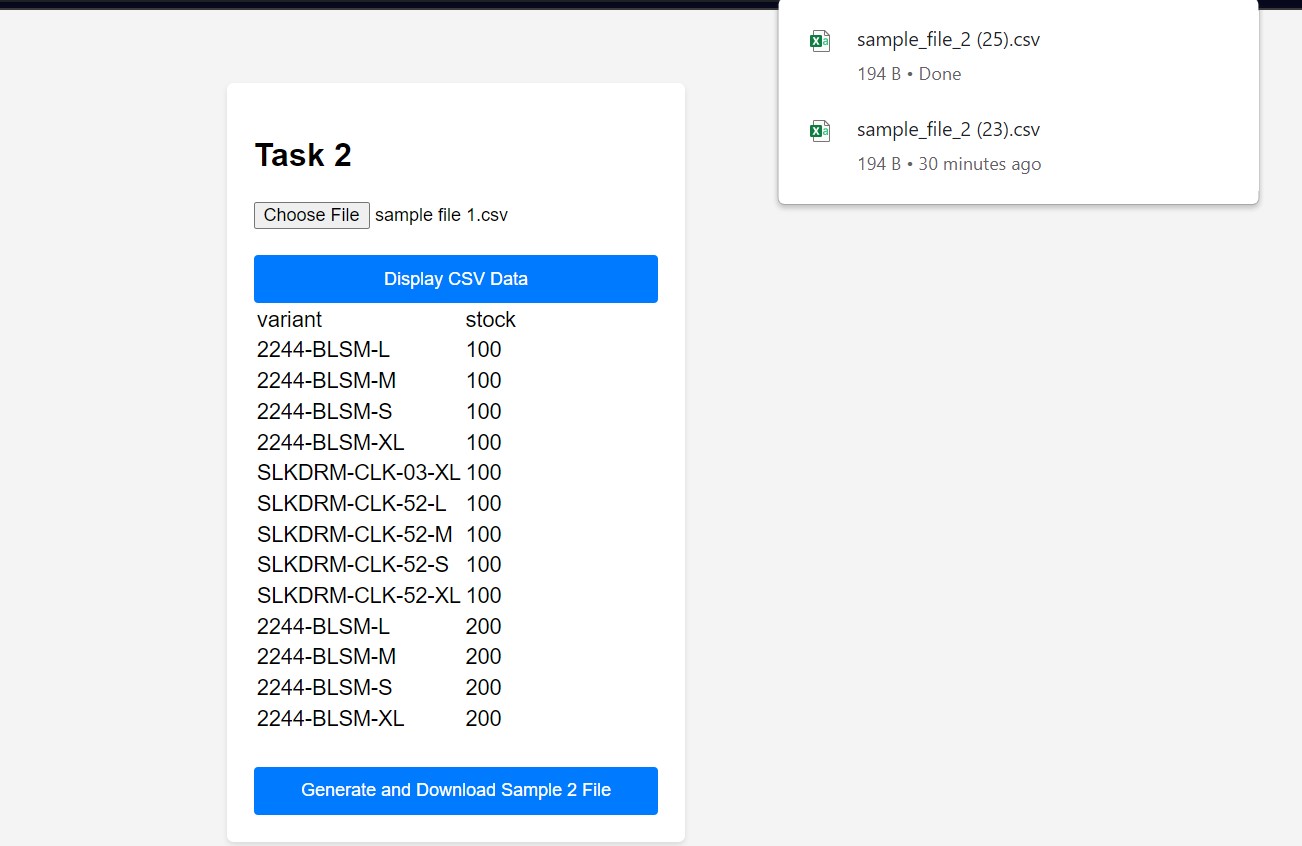 sample_file_2 (25).csv
194 B • Done
sample_file_2 (23).csv
194 B • 30 minutes ago
Task 2
Choose File sample file 1.csv
Display CSV Data
variant stock
2244-BLSM-L 100
2244-BLSM-M 100
2244-BLSM-S 100
2244-BLSM-XL 100
SLKDRM-CLK-03-XL 100
SLKDRM-CLK-52-L 100
SLKDRM-CLK-52-M 100
SLKDRM-CLK-52-S 100
SLKDRM-CLK-52-XL 100
2244-BLSM-L 200
2244-BLSM-M 200
2244-BLSM-S 200
2244-BLSM-XL 200
Generate and Download Sample 2 File